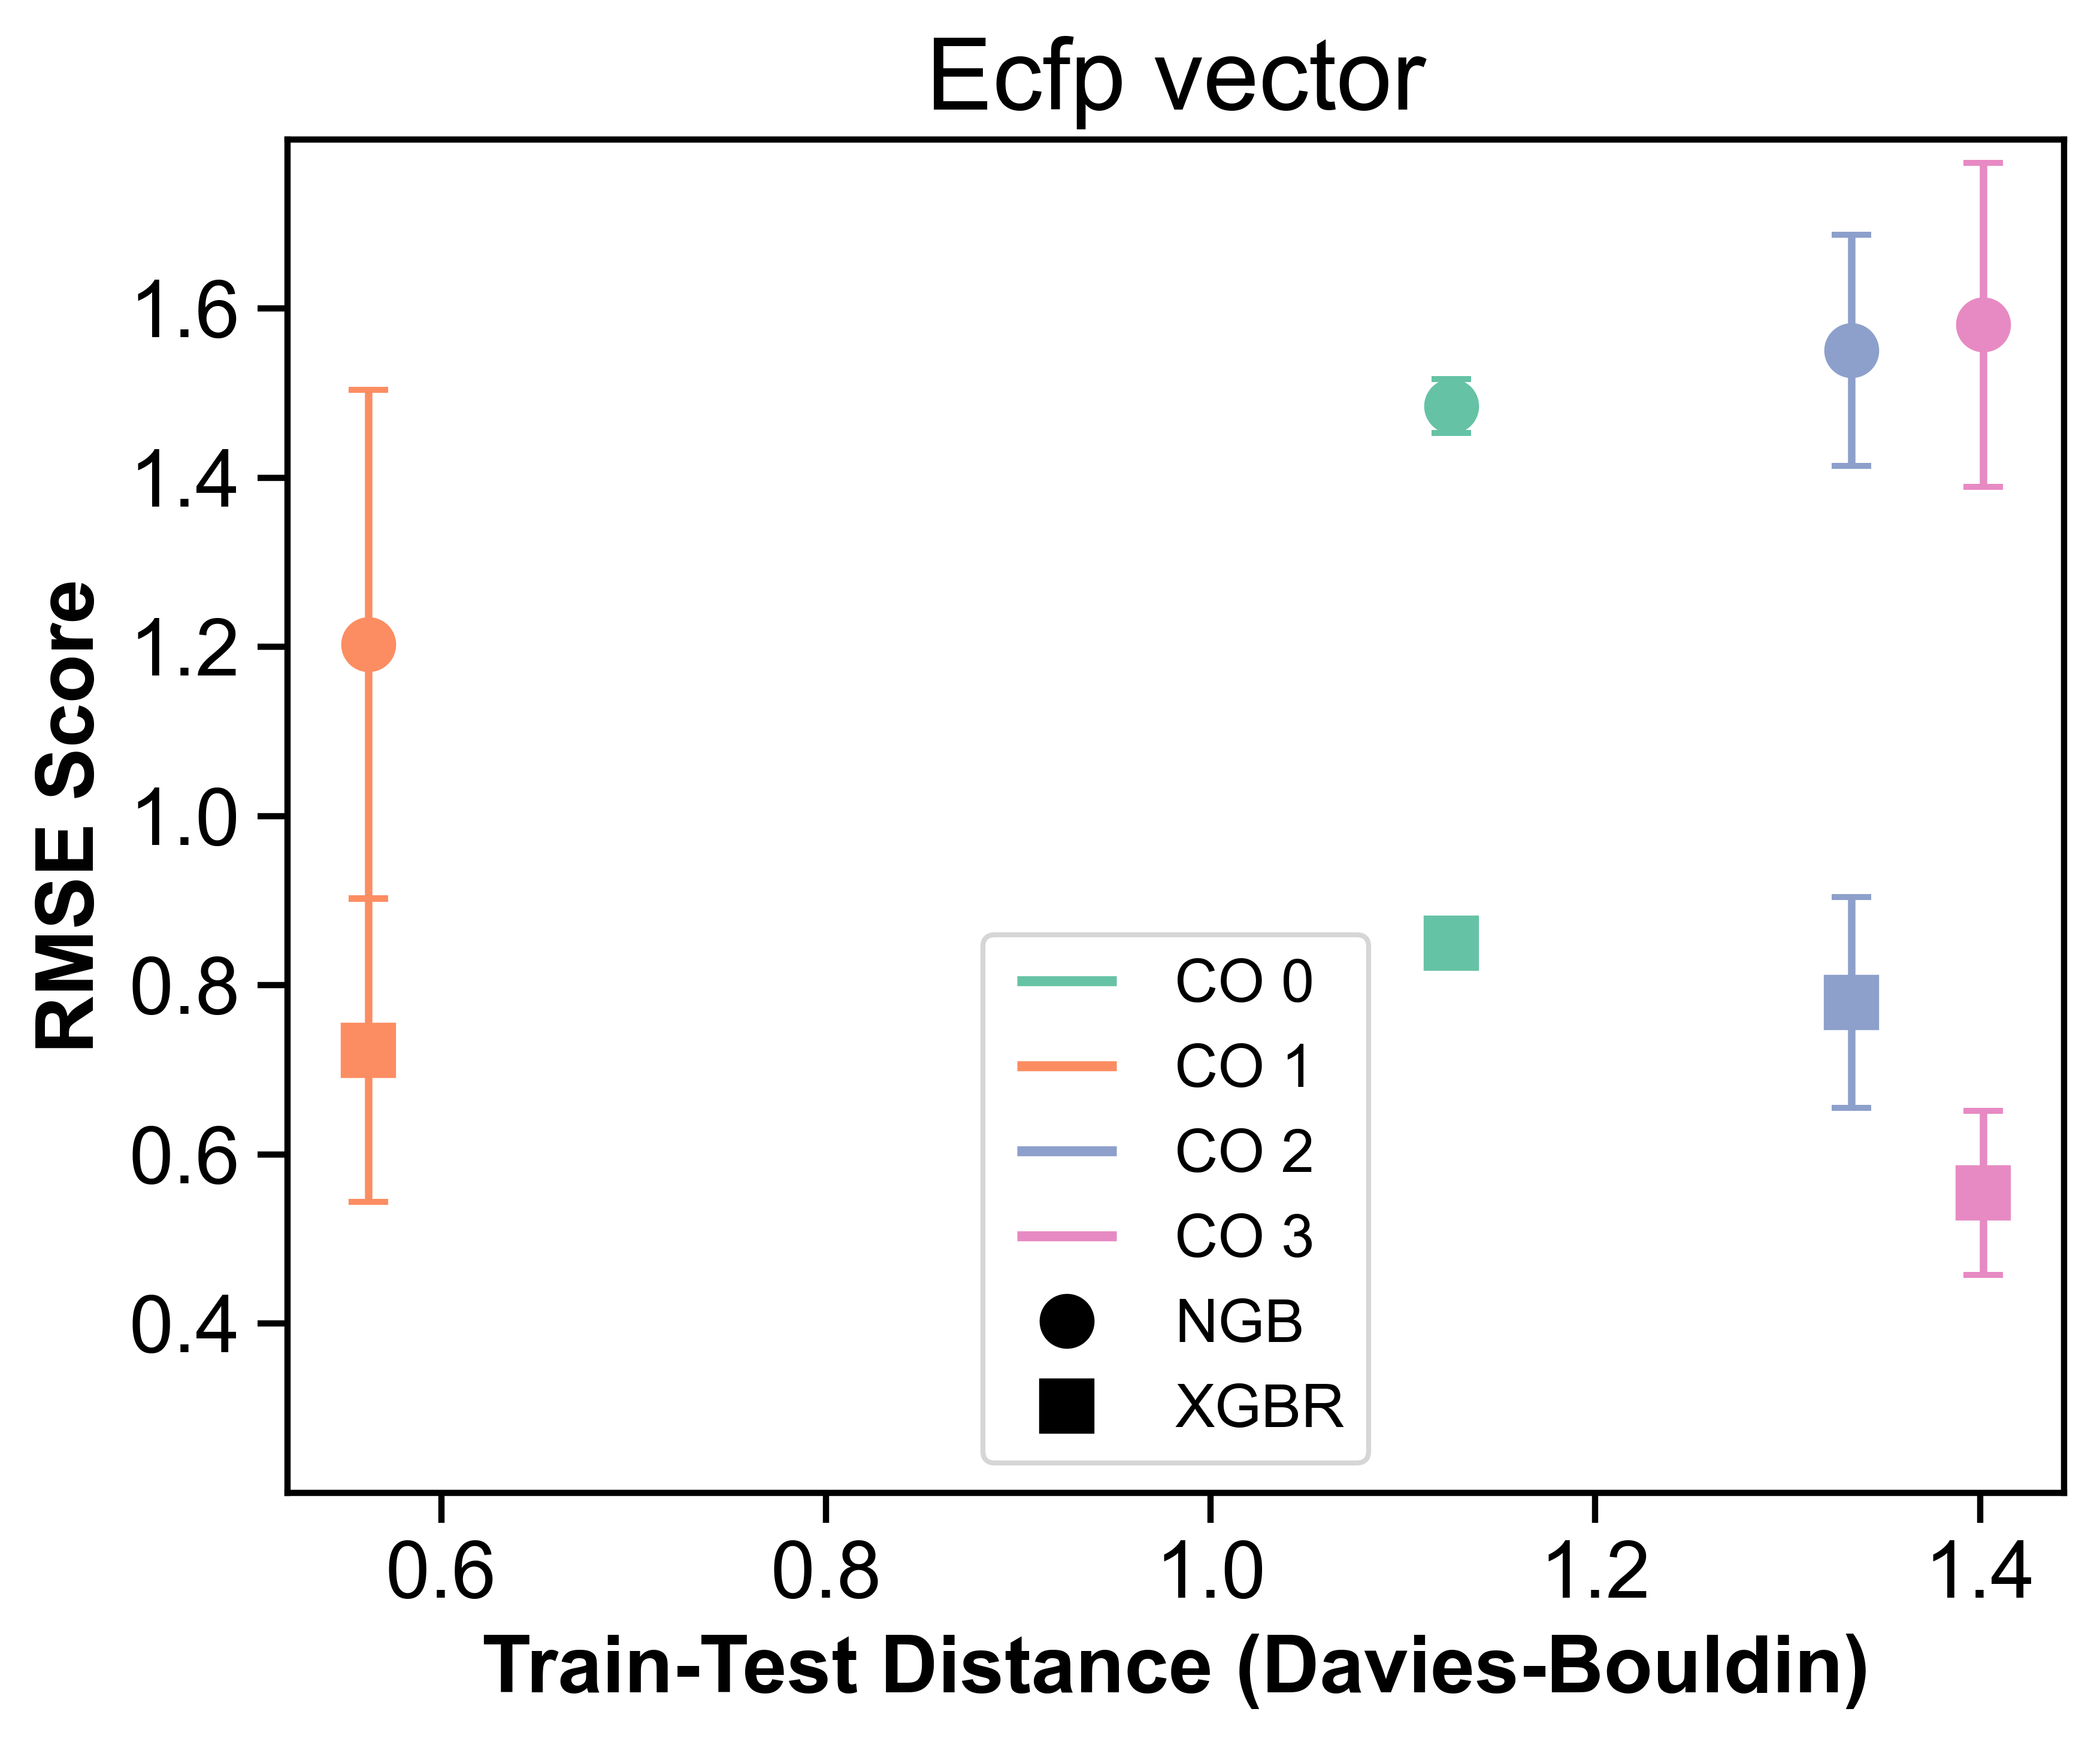 Ecfp vector
RMSE Score
1.6
1.4
1.2
1.0
0.8
0.6
0.4
CO 0
CO 1
CO 2
CO 3
NGB
XGBR
0.6 0.8 1.0 1.2 1.4
Train-Test Distance (Davies-Bouldin)